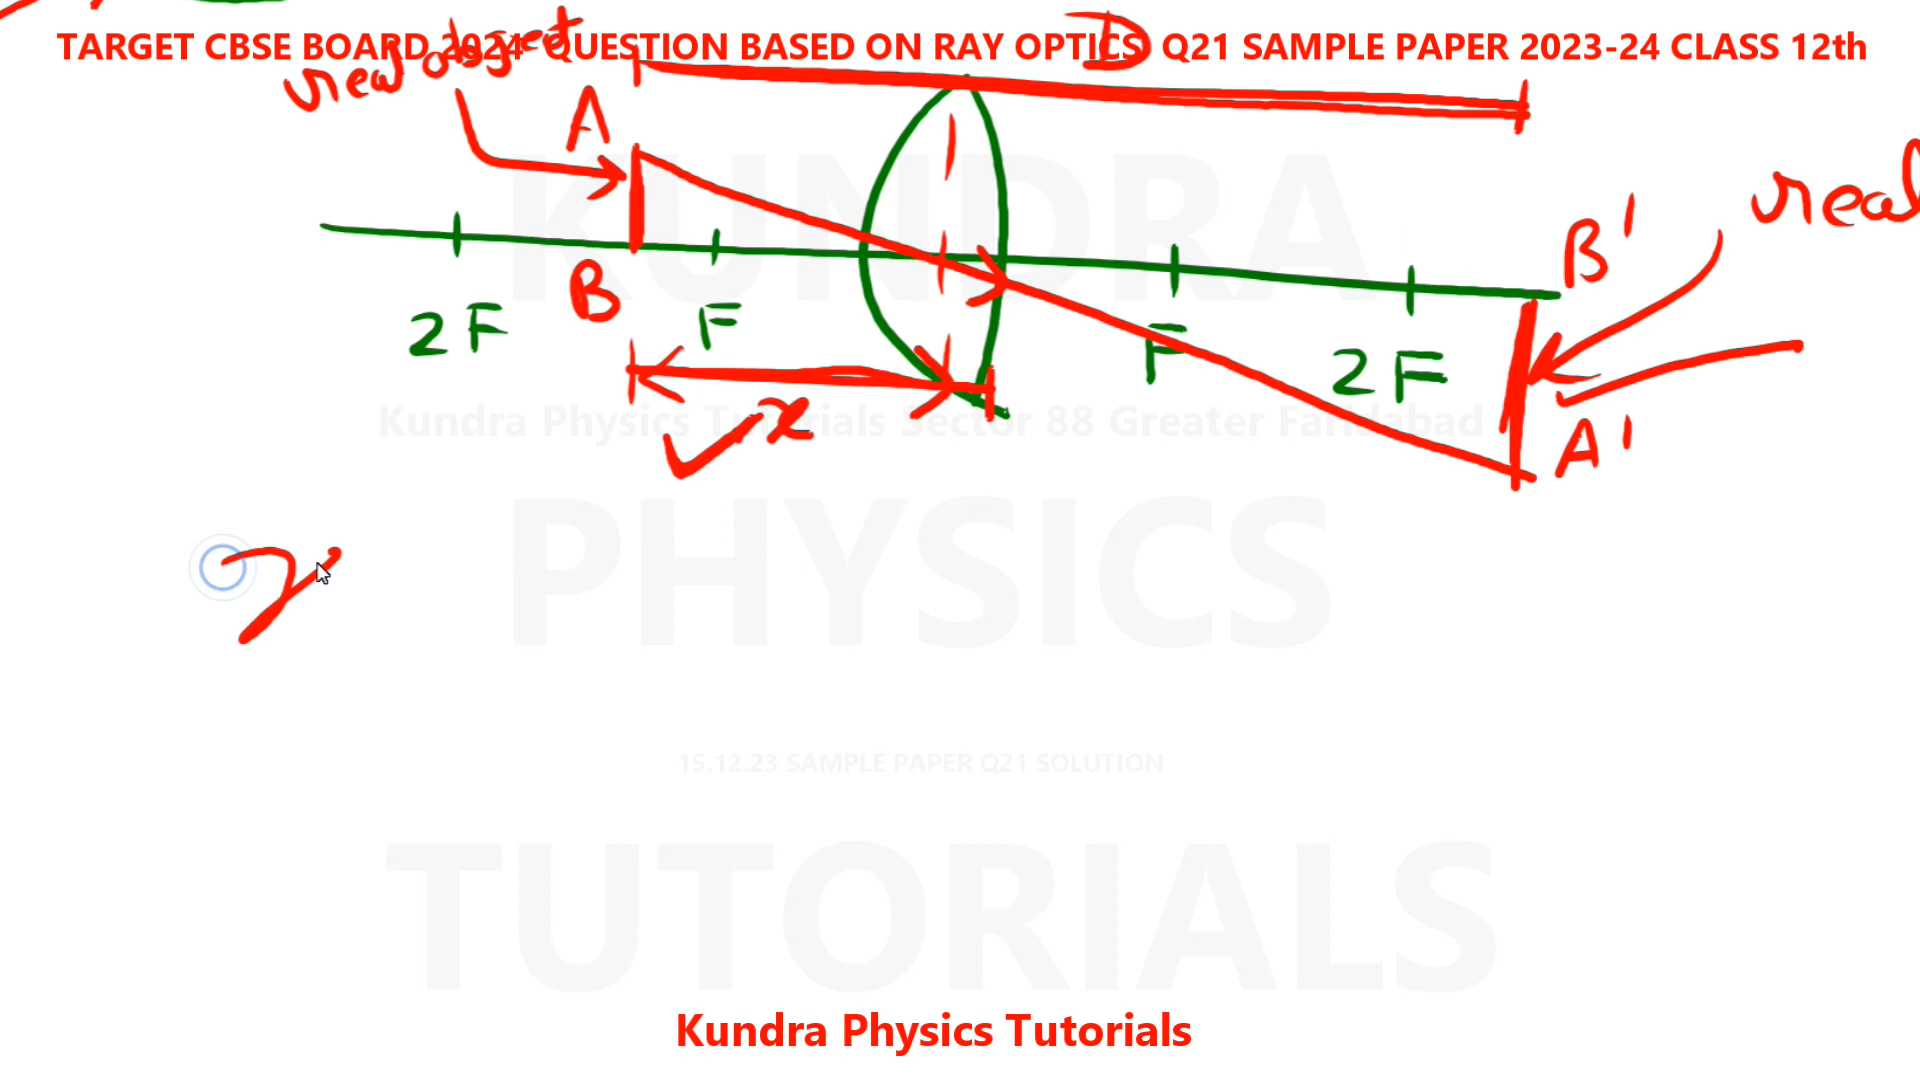 TARGET CBSE BOARD 2024- QUESTION BASED ON RAY OPTICS Q21 SAMPLE PAPER 2023-24 CLASS 12th
D
real object
A
real
B'
B
2F
F
F
2F
x
A'
KUNDRA
Kundra Physics Tutorials Sector 88 Greater Faridabad
PHYSICS
15.12.23 SAMPLE PAPER Q21 SOLUTION
TUTORIALS
Kundra Physics Tutorials